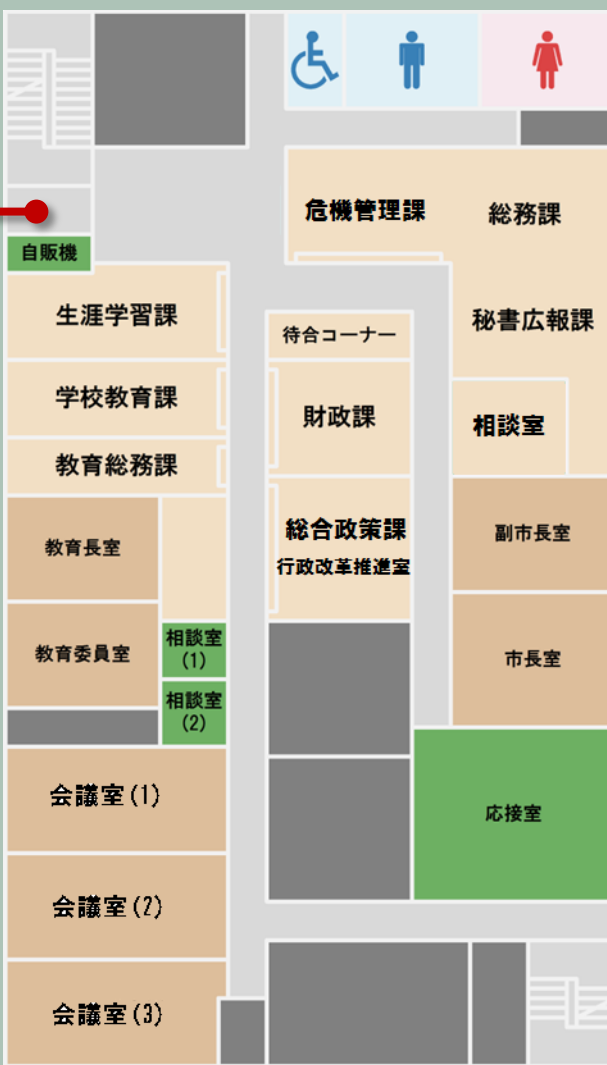 危機管理課
総務課
自販機
生涯学習課
待合コーナー
秘書広報課
学校教育課
財政課
相談室
教育総務課
総合政策課
行政改革推進室
副市長室
教育長室
相談室
(1)
教育委員室
市長室
相談室
(2)
会議室(1)
応接室
会議室(2)
会議室(3)